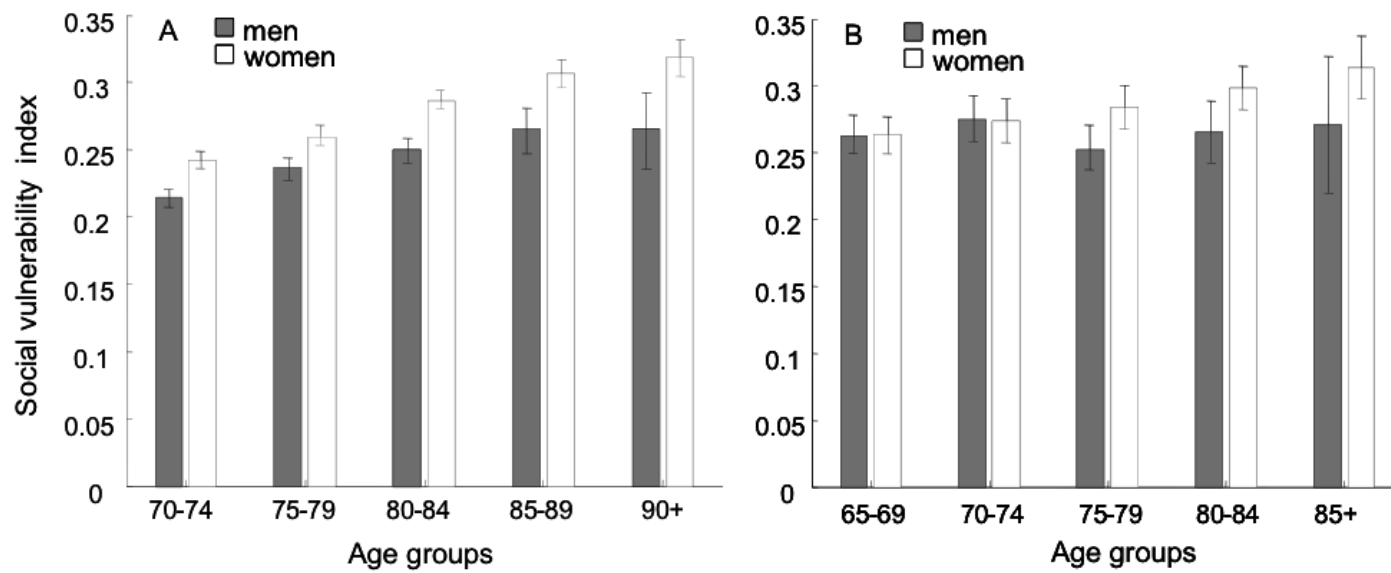 A
men
women
Social vulnerability index
0.35
0.3
0.25
0.2
0.15
0.1
0.05
0
70-74 75-79 80-84 85-89 90+
Age groups
B
men
women
0.35
0.3
0.25
0.2
0.15
0.1
0.05
0
65-69 70-74 75-79 80-84 85+
Age groups